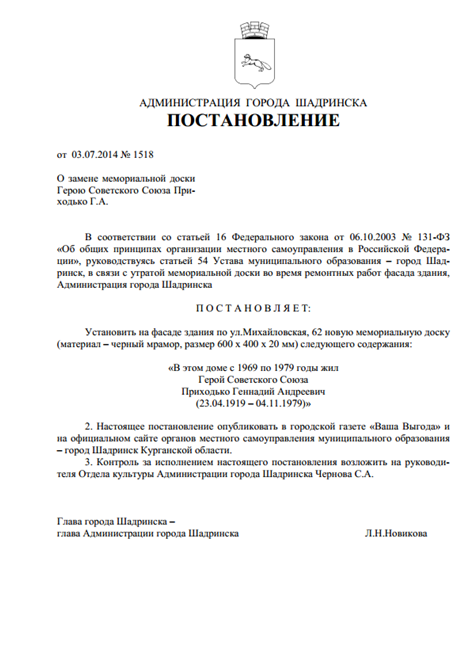 АДМИНИСТРАЦИЯ ГОРОДА ШАДРИНСКА
ПОСТАНОВЛЕНИЕ
от 03.07.2014 № 1518
О замене мемориальной доски
Герою Советского Союза При-
ходько Г.А.
В соответствии со статьей 16 Федерального закона от 06.10.2003 № 131-ФЗ
«Об общих принципах организации местного самоуправления в Российской Федера-
ции», руководствуясь статьей 54 Устава муниципального образования – город Шад-
ринск, в связи с утратой мемориальной доски во время ремонтных работ фасада здания,
Администрация города Шадринска
П О С Т А Н О В Л Я Е Т:
Установить на фасаде здания по ул.Михайловская, 62 новую мемориальную доску
(материал – черный мрамор, размер 600 х 400 х 20 мм) следующего содержания:
«В этом доме с 1969 по 1979 годы жил
Герой Советского Союза
Приходько Геннадий Андреевич
(23.04.1919 – 04.11.1979)»
2. Настоящее постановление опубликовать в городской газете «Ваша Выгода» и
на официальном сайте органов местного самоуправления муниципального образования
– город Шадринск Курганской области.
3. Контроль за исполнением настоящего постановления возложить на руководи-
теля Отдела культуры Администрации города Шадринска Чернова С.А.
Глава города Шадринска –
глава Администрации города Шадринска Л.Н.Новикова